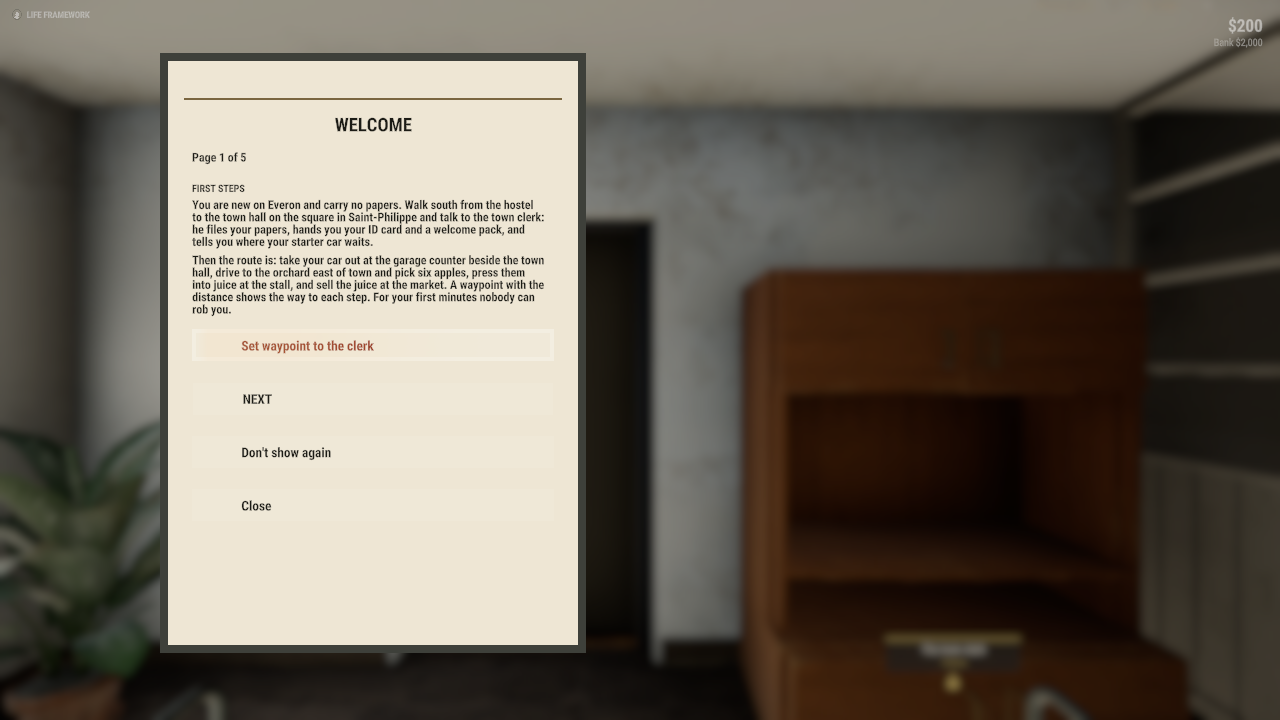 LIFE FRAMEWORK
$200
Bank $2,000
WELCOME
Page 1 of 5
FIRST STEPS
You are new on Everon and carry no papers. Walk south from the hostel
to the town hall on the square in Saint-Philippe and talk to the town clerk:
he files your papers, hands you your ID card and a welcome pack, and
tells you where your starter car waits.
Then the route is: take your car out at the garage counter beside the town
hall, drive to the orchard east of town and pick six apples, press them
into juice at the stall, and sell the juice at the market. A waypoint with the
distance shows the way to each step. For your first minutes nobody can
rob you.
Set waypoint to the clerk
NEXT
Don't show again
Close